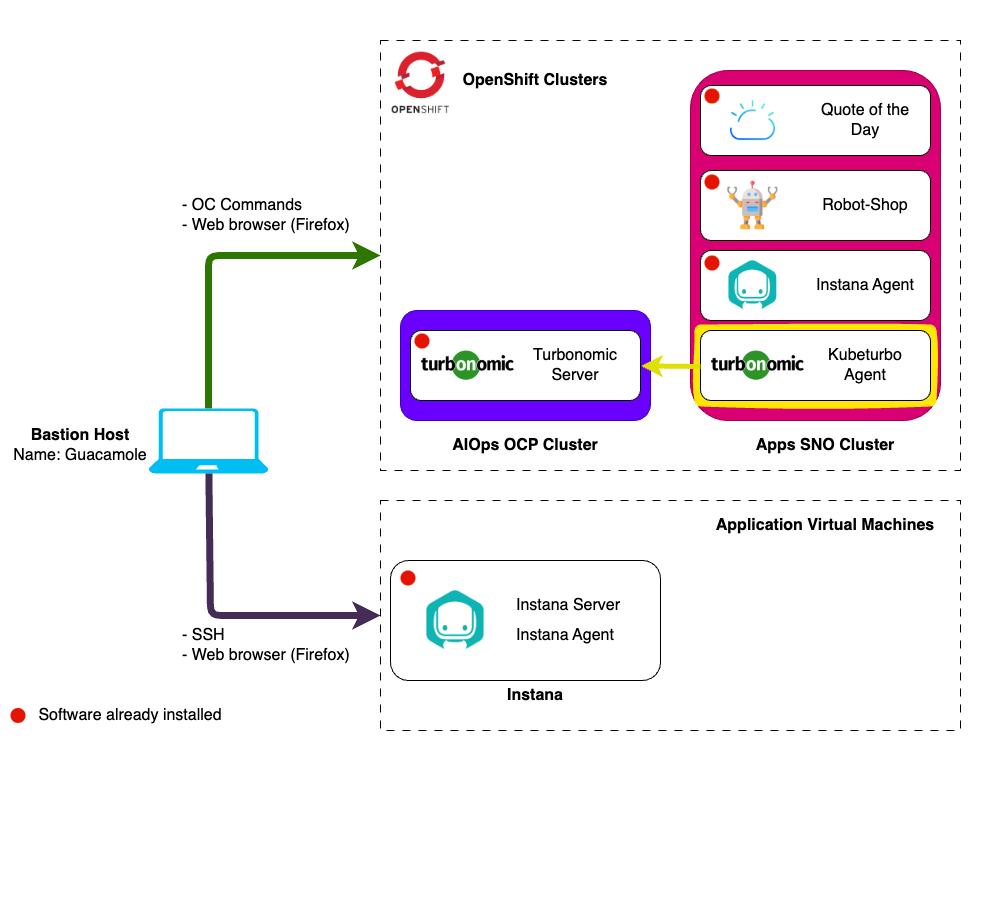 OpenShift Clusters
OPENSHIFT
Quote of the
Day
Robot-Shop
Instana Agent
turbonomic
Kubeturbo
Agent
Apps SNO Cluster
turbonomic
Turbonomic
Server
AIOps OCP Cluster
- OC Commands
- Web browser (Firefox)
Bastion Host
Name: Guacamole
- SSH
- Web browser (Firefox)
Application Virtual Machines
Instana Server
Instana Agent
Instana
Software already installed